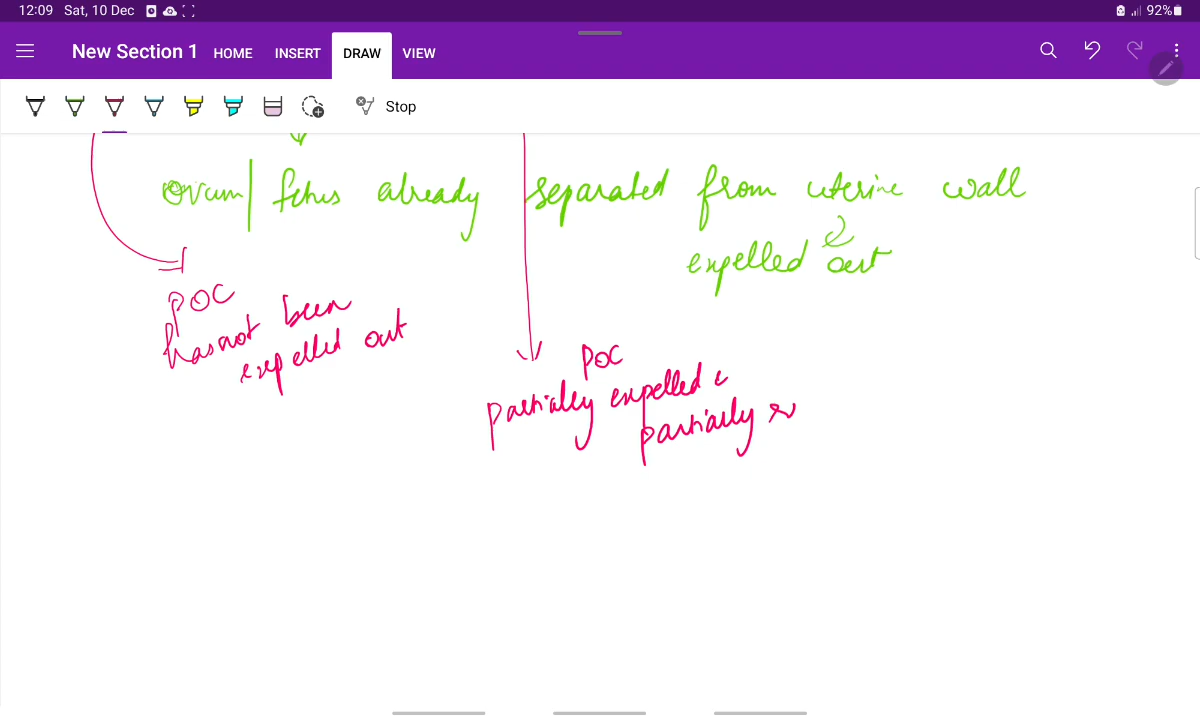 12:09 Sat, 10 Dec 92%
New Section 1 HOME INSERT DRAW VIEW
Stop
ovum/ fetus already separated from uterine wall
expelled out
POC
has not been
expelled out
POC
partially expelled &
partially